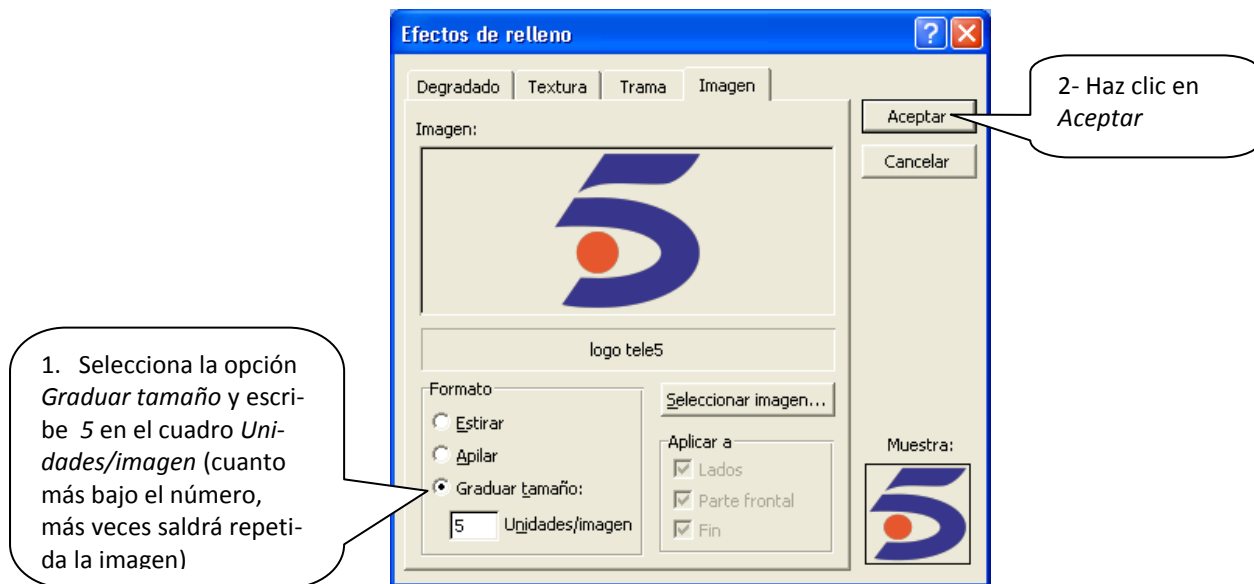 Efectos de relleno
Degradado Textura Trama Imagen
Imagen:
Aceptar
Cancelar
2- Haz clic en
Aceptar
5
logo tele5
1. Selecciona la opción
Graduar tamaño y escri-
be 5 en el cuadro Uni-
dades/imagen (cuanto
más bajo el número,
más veces saldrá repeti-
da la imagen)
Formato
Estirar
Apilar
Graduar tamaño:
5 Unidades/imagen
Seleccionar imagen...
Aplicar a
Lados
Parte frontal
Fin
Muestra:
5